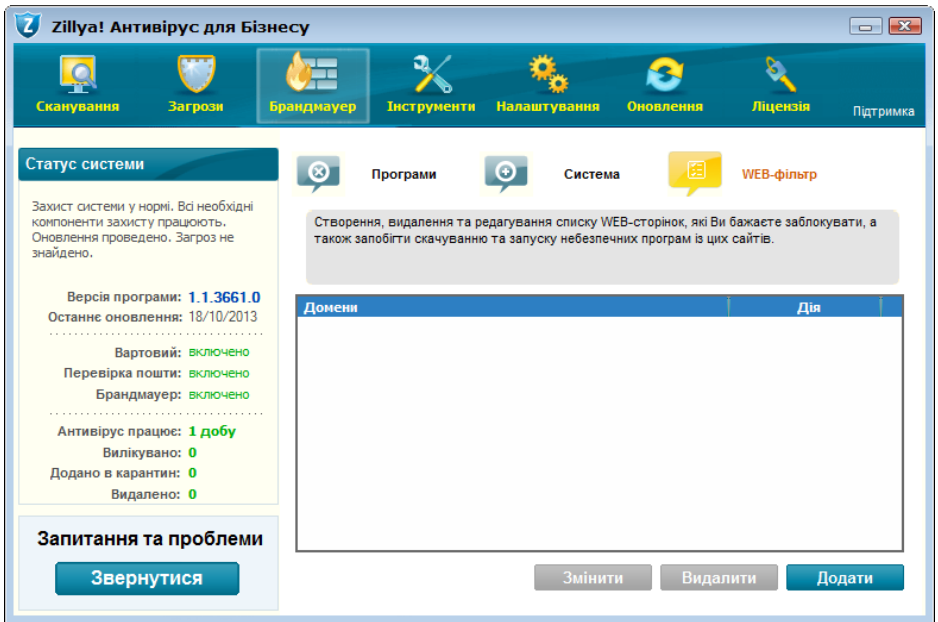 Zillya! Антивірус для Бізнесу
Сканування
Загрози
Брандмауер
Інструменти
Налаштування
Оновлення
Ліцензія
Підтримка
Статус системи
Захист системи у нормі. Всі необхідні
компоненти захисту працюють.
Оновлення проведено. Загроз не
знайдено.
Версія програми: 1.1.3661.0
Останнє оновлення: 18/10/2013
Вартовий: включено
Перевірка пошти: включено
Брандмауер: включено
Антивірус працює: 1 добу
Вилікувано: 0
Додано в карантин: 0
Видалено: 0
Запитання та проблеми
Звернутися
Програми
Система
WEB-фільтр
Створення, видалення та редагування списку WEB-сторінок, які Ви бажаєте заблокувати, а
також запобігти скачуванню та запуску небезпечних програм із цих сайтів.
Домени
Дія
Змінити
Видалити
Додати